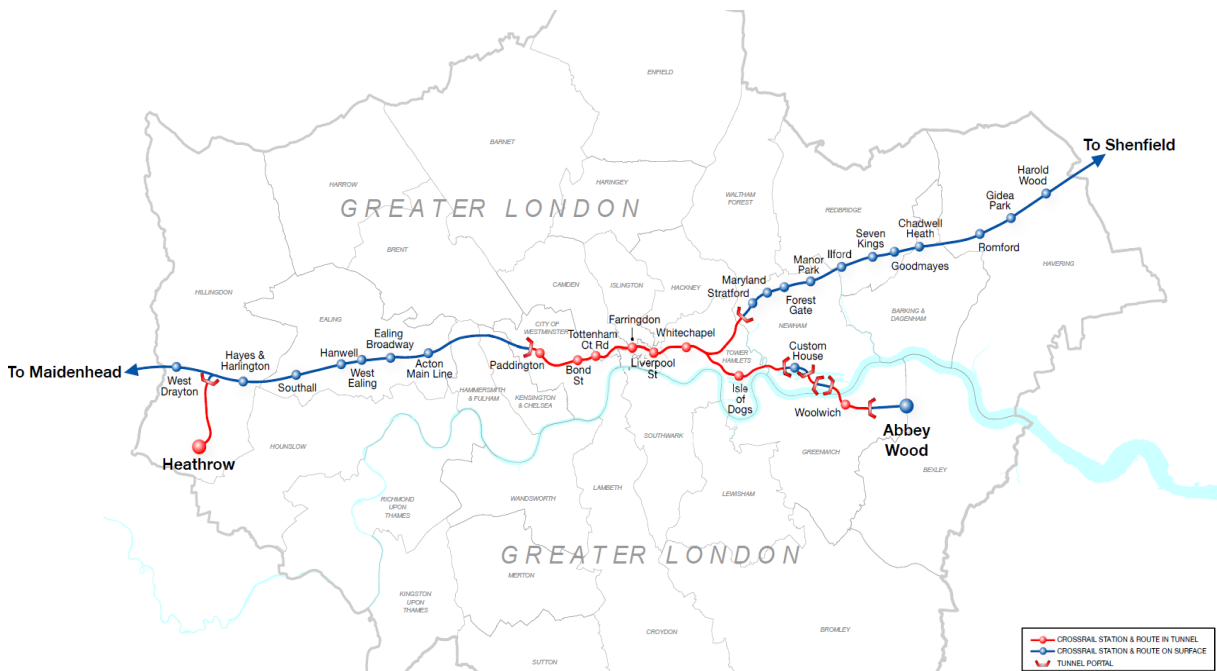 ENFIELD
BARNET
HARROW
HARINGEY
WALTHAM
FOREST
REDBRIDGE
GREATER LONDON
To Shenfield
Harold
Wood
Gidea
Park
Chadwell
Heath
Seven
Kings
Ilford
Manor
Park
Romford
Goodmayes
BRENT
HAVERING
Maryland
Stratford
Forest
Gate
HILLINGDON
CAMDEN
ISLINGTON
HACKNEY
EALING
BARKING &
DAGENHAM
NEWHAM
Farringdon
CITY OF
WESTMINSTER
Tottenham
Ct Rd
Whitechapel
Ealing
Broadway
Hanwell
Hayes &
Harlington
Custom
House
TOWER
HAMLETS
To Maidenhead
West
Drayton
Southall
West
Ealing
Acton
Main Line
Paddington
Bond
St
Liverpool
St
Isle
of
Dogs
HAMMERSMITH
& FULHAM
KENSINGTON
& CHELSEA
Woolwich
Abbey
Wood
Heathrow
HOUNSLOW
SOUTHWARK
GREENWICH
BEXLEY
RICHMOND
UPON
THAMES
WANDSWORTH
LAMBETH
LEWISHAM
GREATER LONDON
MERTON
KINGSTON
UPON
THAMES
CROYDON
BROMLEY
SUTTON
CROSSRAIL STATION & ROUTE IN TUNNEL
CROSSRAIL STATION & ROUTE ON SURFACE
TUNNEL PORTAL